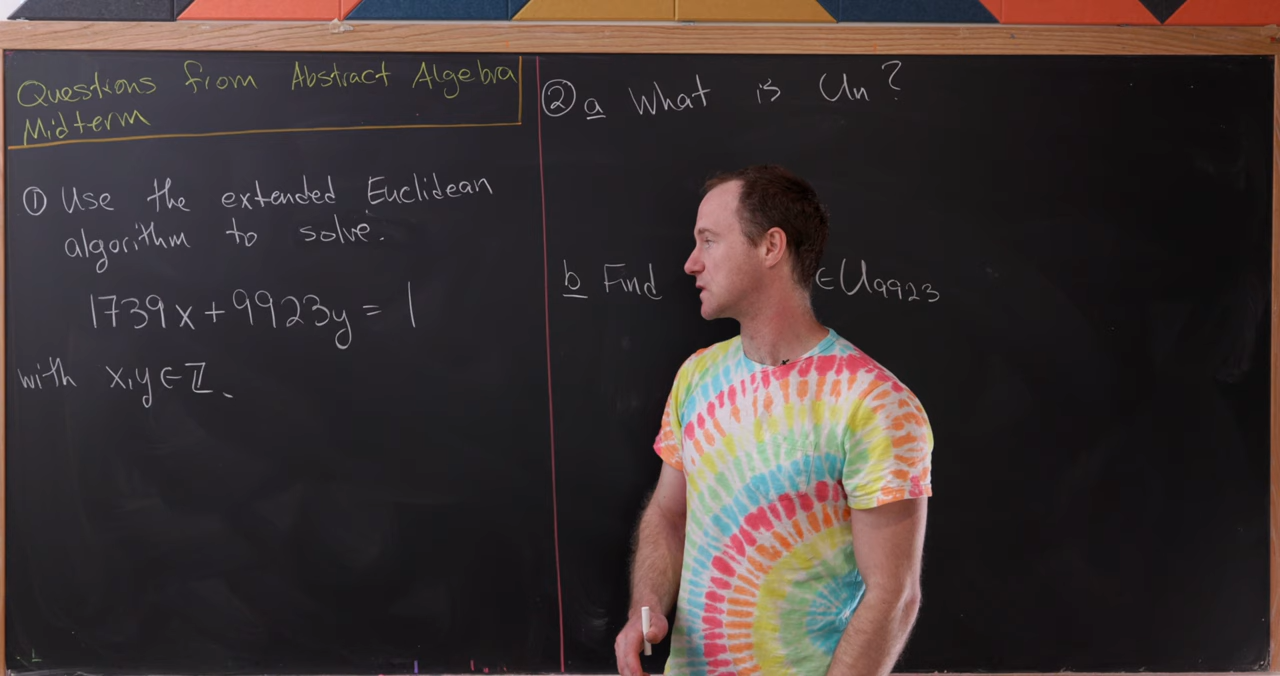 Questions from Abstract Algebra
Midterm
① Use the extended Euclidean
algorithm to solve.
1739x + 9923y = 1
with x,y ∈ ℤ.
② a What is Un?
b Find ∈ U9923